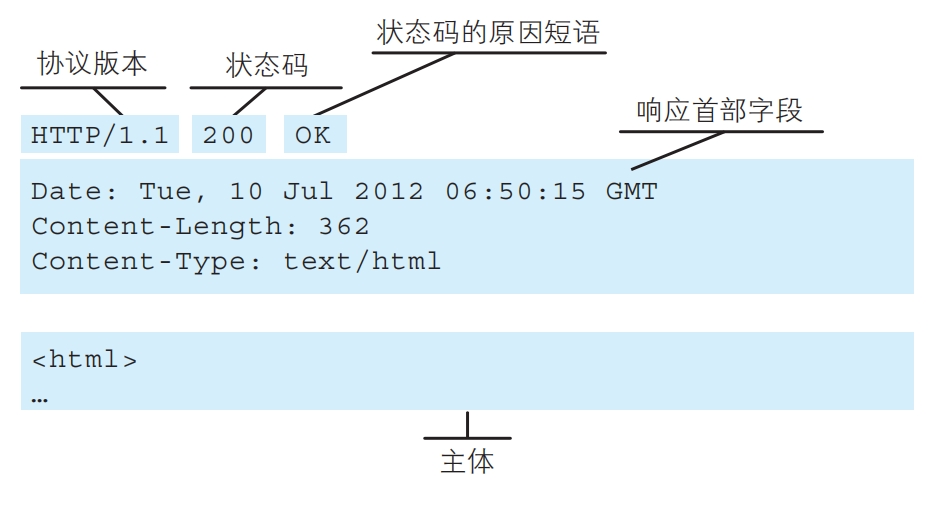 状态码的原因短语
协议版本 状态码
响应首部字段
HTTP/1.1 200 OK
Date: Tue, 10 Jul 2012 06:50:15 GMT
Content-Length: 362
Content-Type: text/html
<html>
…
主体